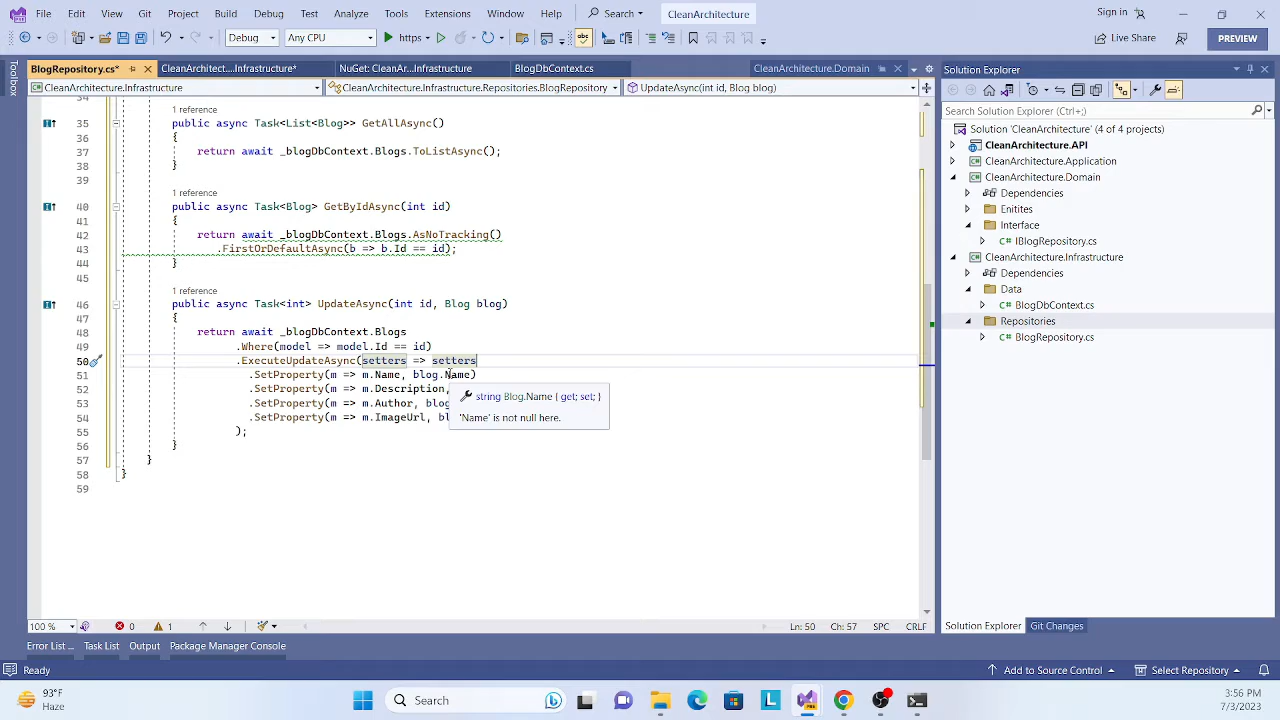 File Edit View Git Project Build Debug Test Analyze Tools Extensions Window Help Search CleanArchitecture Sign in
Debug Any CPU https Live Share PREVIEW
BlogRepository.cs* CleanArchitect....Infrastructure* NuGet: CleanAr...Infrastructure BlogDbContext.cs CleanArchitecture.Domain
CleanArchitecture.Infrastructure CleanArchitecture.Infrastructure.Repositories.BlogRepository UpdateAsync(int id, Blog blog)
34
1 reference
35 public async Task<List<Blog>> GetAllAsync()
36 {
37 return await _blogDbContext.Blogs.ToListAsync();
38 }
39
1 reference
40 public async Task<Blog> GetByIdAsync(int id)
41 {
42 return await _blogDbContext.Blogs.AsNoTracking()
43 .FirstOrDefaultAsync(b => b.Id == id);
44 }
45
1 reference
46 public async Task<int> UpdateAsync(int id, Blog blog)
47 {
48 return await _blogDbContext.Blogs
49 .Where(model => model.Id == id)
50 .ExecuteUpdateAsync(setters => setters
51 .SetProperty(m => m.Name, blog.Name)
52 .SetProperty(m => m.Description,
53 .SetProperty(m => m.Author, blog
54 .SetProperty(m => m.ImageUrl, bl
55 );
56 }
57 }
58 }
59
string Blog.Name { get; set; }
'Name' is not null here.
Toolbox
Solution Explorer
Search Solution Explorer (Ctrl+;)
Solution 'CleanArchitecture' (4 of 4 projects)
CleanArchitecture.API
CleanArchitecture.Application
CleanArchitecture.Domain
Dependencies
Enitites
Interface
C# IBlogRepository.cs
CleanArchitecture.Infrastructure
Dependencies
Data
C# BlogDbContext.cs
Repositories
C# BlogRepository.cs
100 % 0 1 Ln: 50 Ch: 57 SPC CRLF
Solution Explorer Git Changes
Error List ... Task List Output Package Manager Console
Ready Add to Source Control Select Repository
93°F
Haze
Search
3:56 PM
7/3/2023